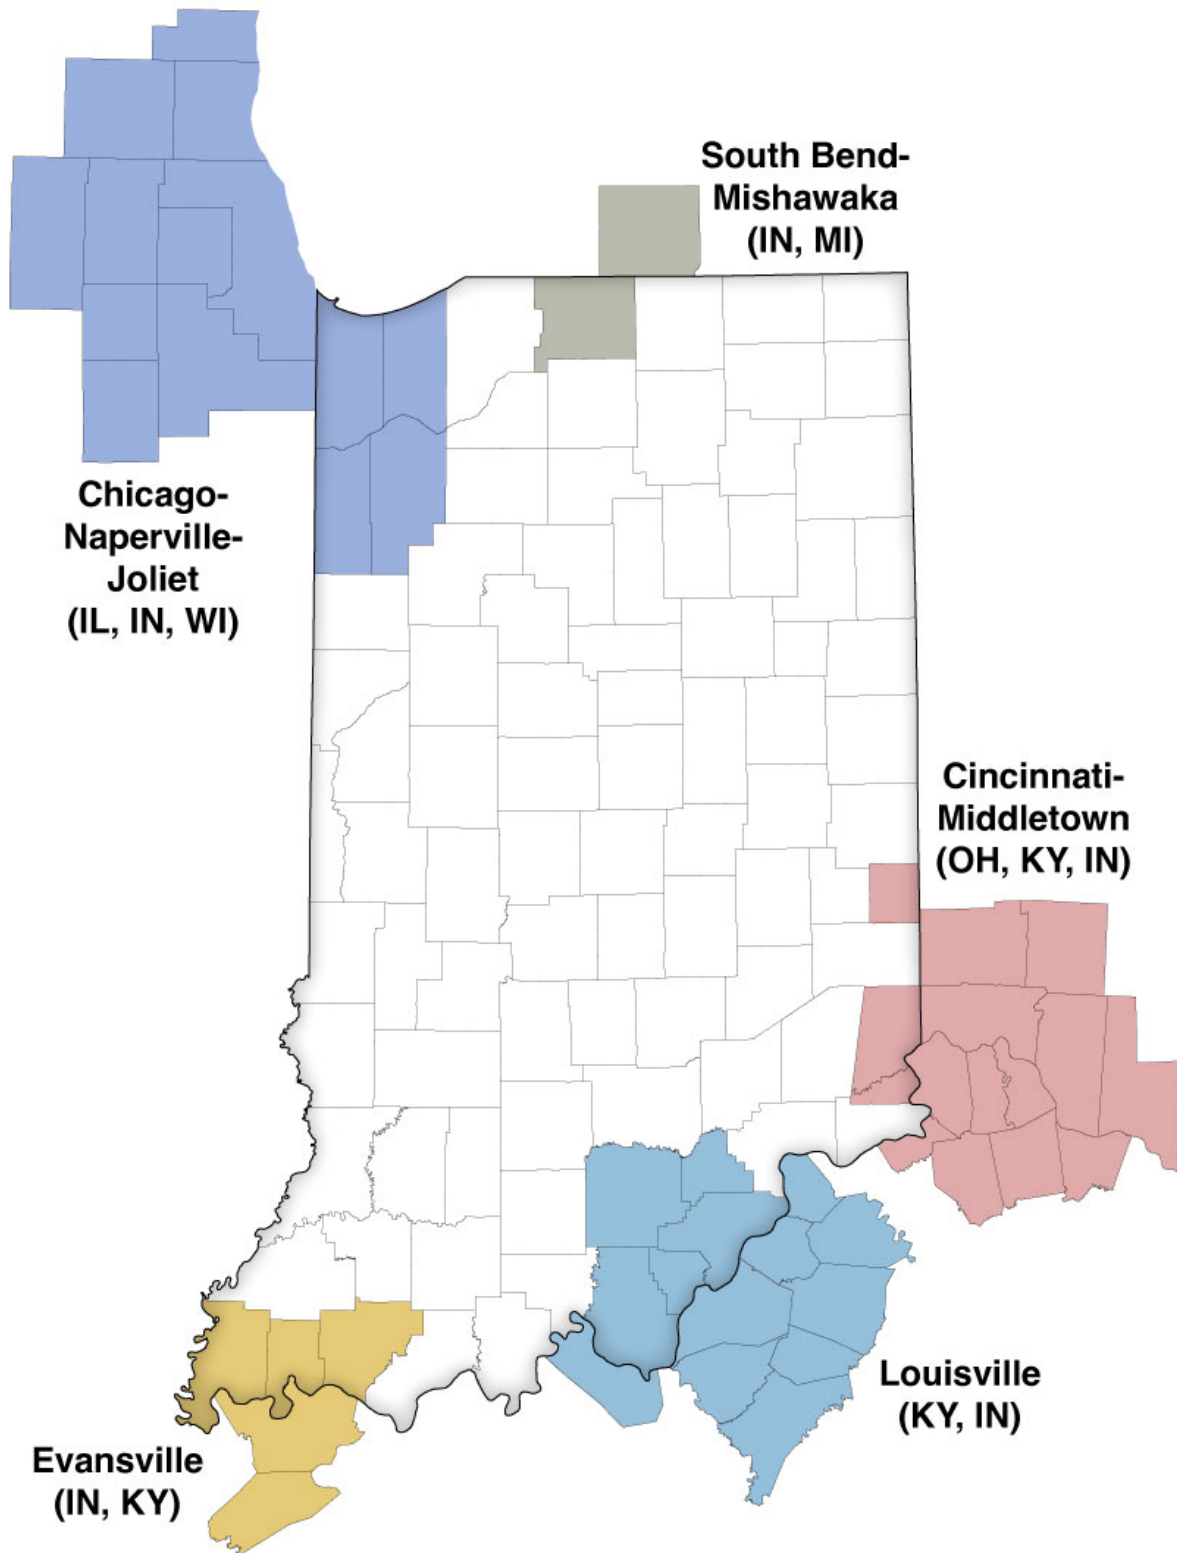 South Bend-
Mishawaka
(IN, MI)
Chicago-
Naperville-
Joliet
(IL, IN, WI)
Cincinnati-
Middletown
(OH, KY, IN)
Louisville
(KY, IN)
Evansville
(IN, KY)